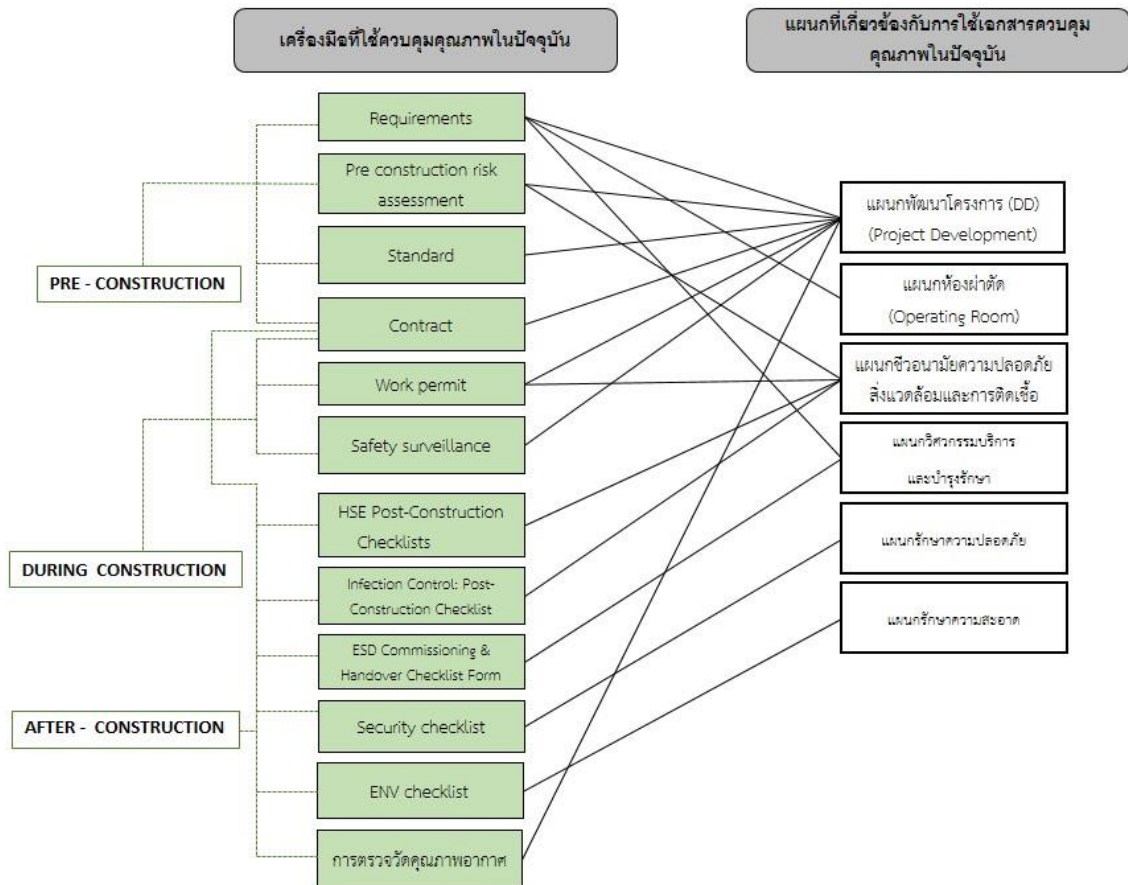 เครื่องมือที่ใช้ควบคุมคุณภาพในปัจจุบัน
แผนกที่เกี่ยวข้องกับการใช้เอกสารควบคุม
คุณภาพในปัจจุบัน
PRE - CONSTRUCTION
DURING CONSTRUCTION
AFTER - CONSTRUCTION
Requirements
Pre construction risk
assessment
Standard
Contract
Work permit
Safety surveillance
HSE Post-Construction
Checklists
Infection Control: Post-
Construction Checklist
ESD Commissioning &
Handover Checklist Form
Security checklist
ENV checklist
การตรวจวัดคุณภาพอากาศ
แผนกพัฒนาโครงการ (DD)
(Project Development)
แผนกห้องผ่าตัด
(Operating Room)
แผนกชีวอนามัยความปลอดภัย
สิ่งแวดล้อมและการติดเชื้อ
แผนกวิศวกรรมบริการ
และบำรุงรักษา
แผนกรักษาความปลอดภัย
แผนกรักษาความสะอาด